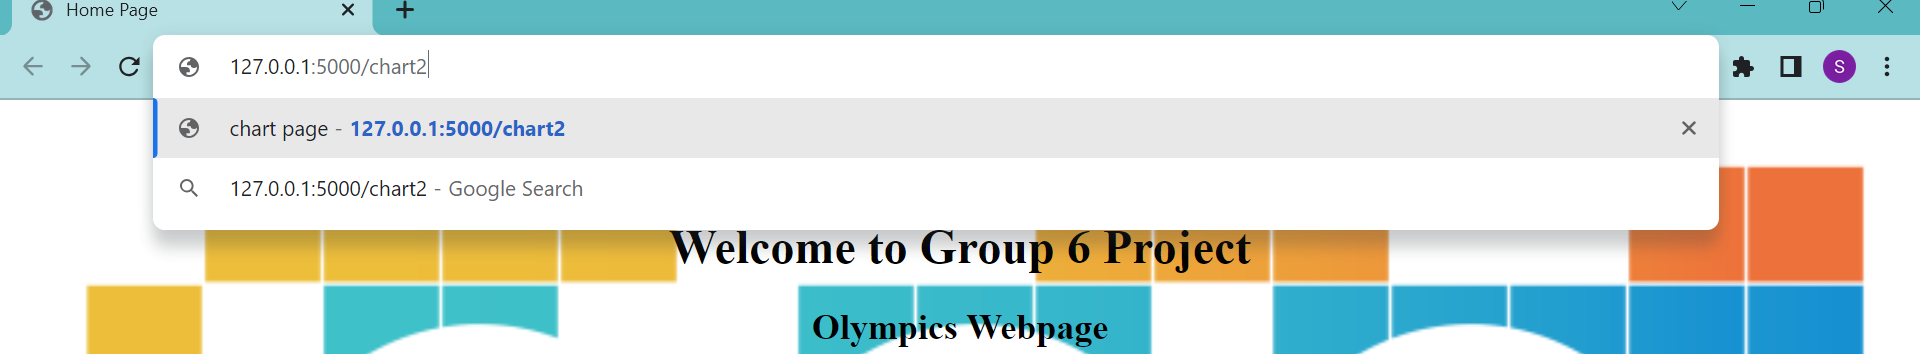 Home Page
127.0.0.1:5000/chart2
S
chart page - 127.0.0.1:5000/chart2
127.0.0.1:5000/chart2 - Google Search
Welcome to Group 6 Project
Olympics Webpage